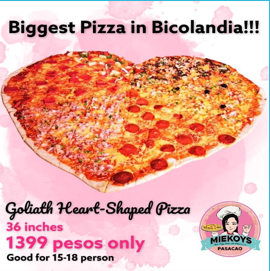 Biggest Pizza in Bicolandia!!!
Goliath Heart-Shaped Pizza
36 inches
1399 pesos only
Good for 15-18 person
MIEKOYS
PASACAO